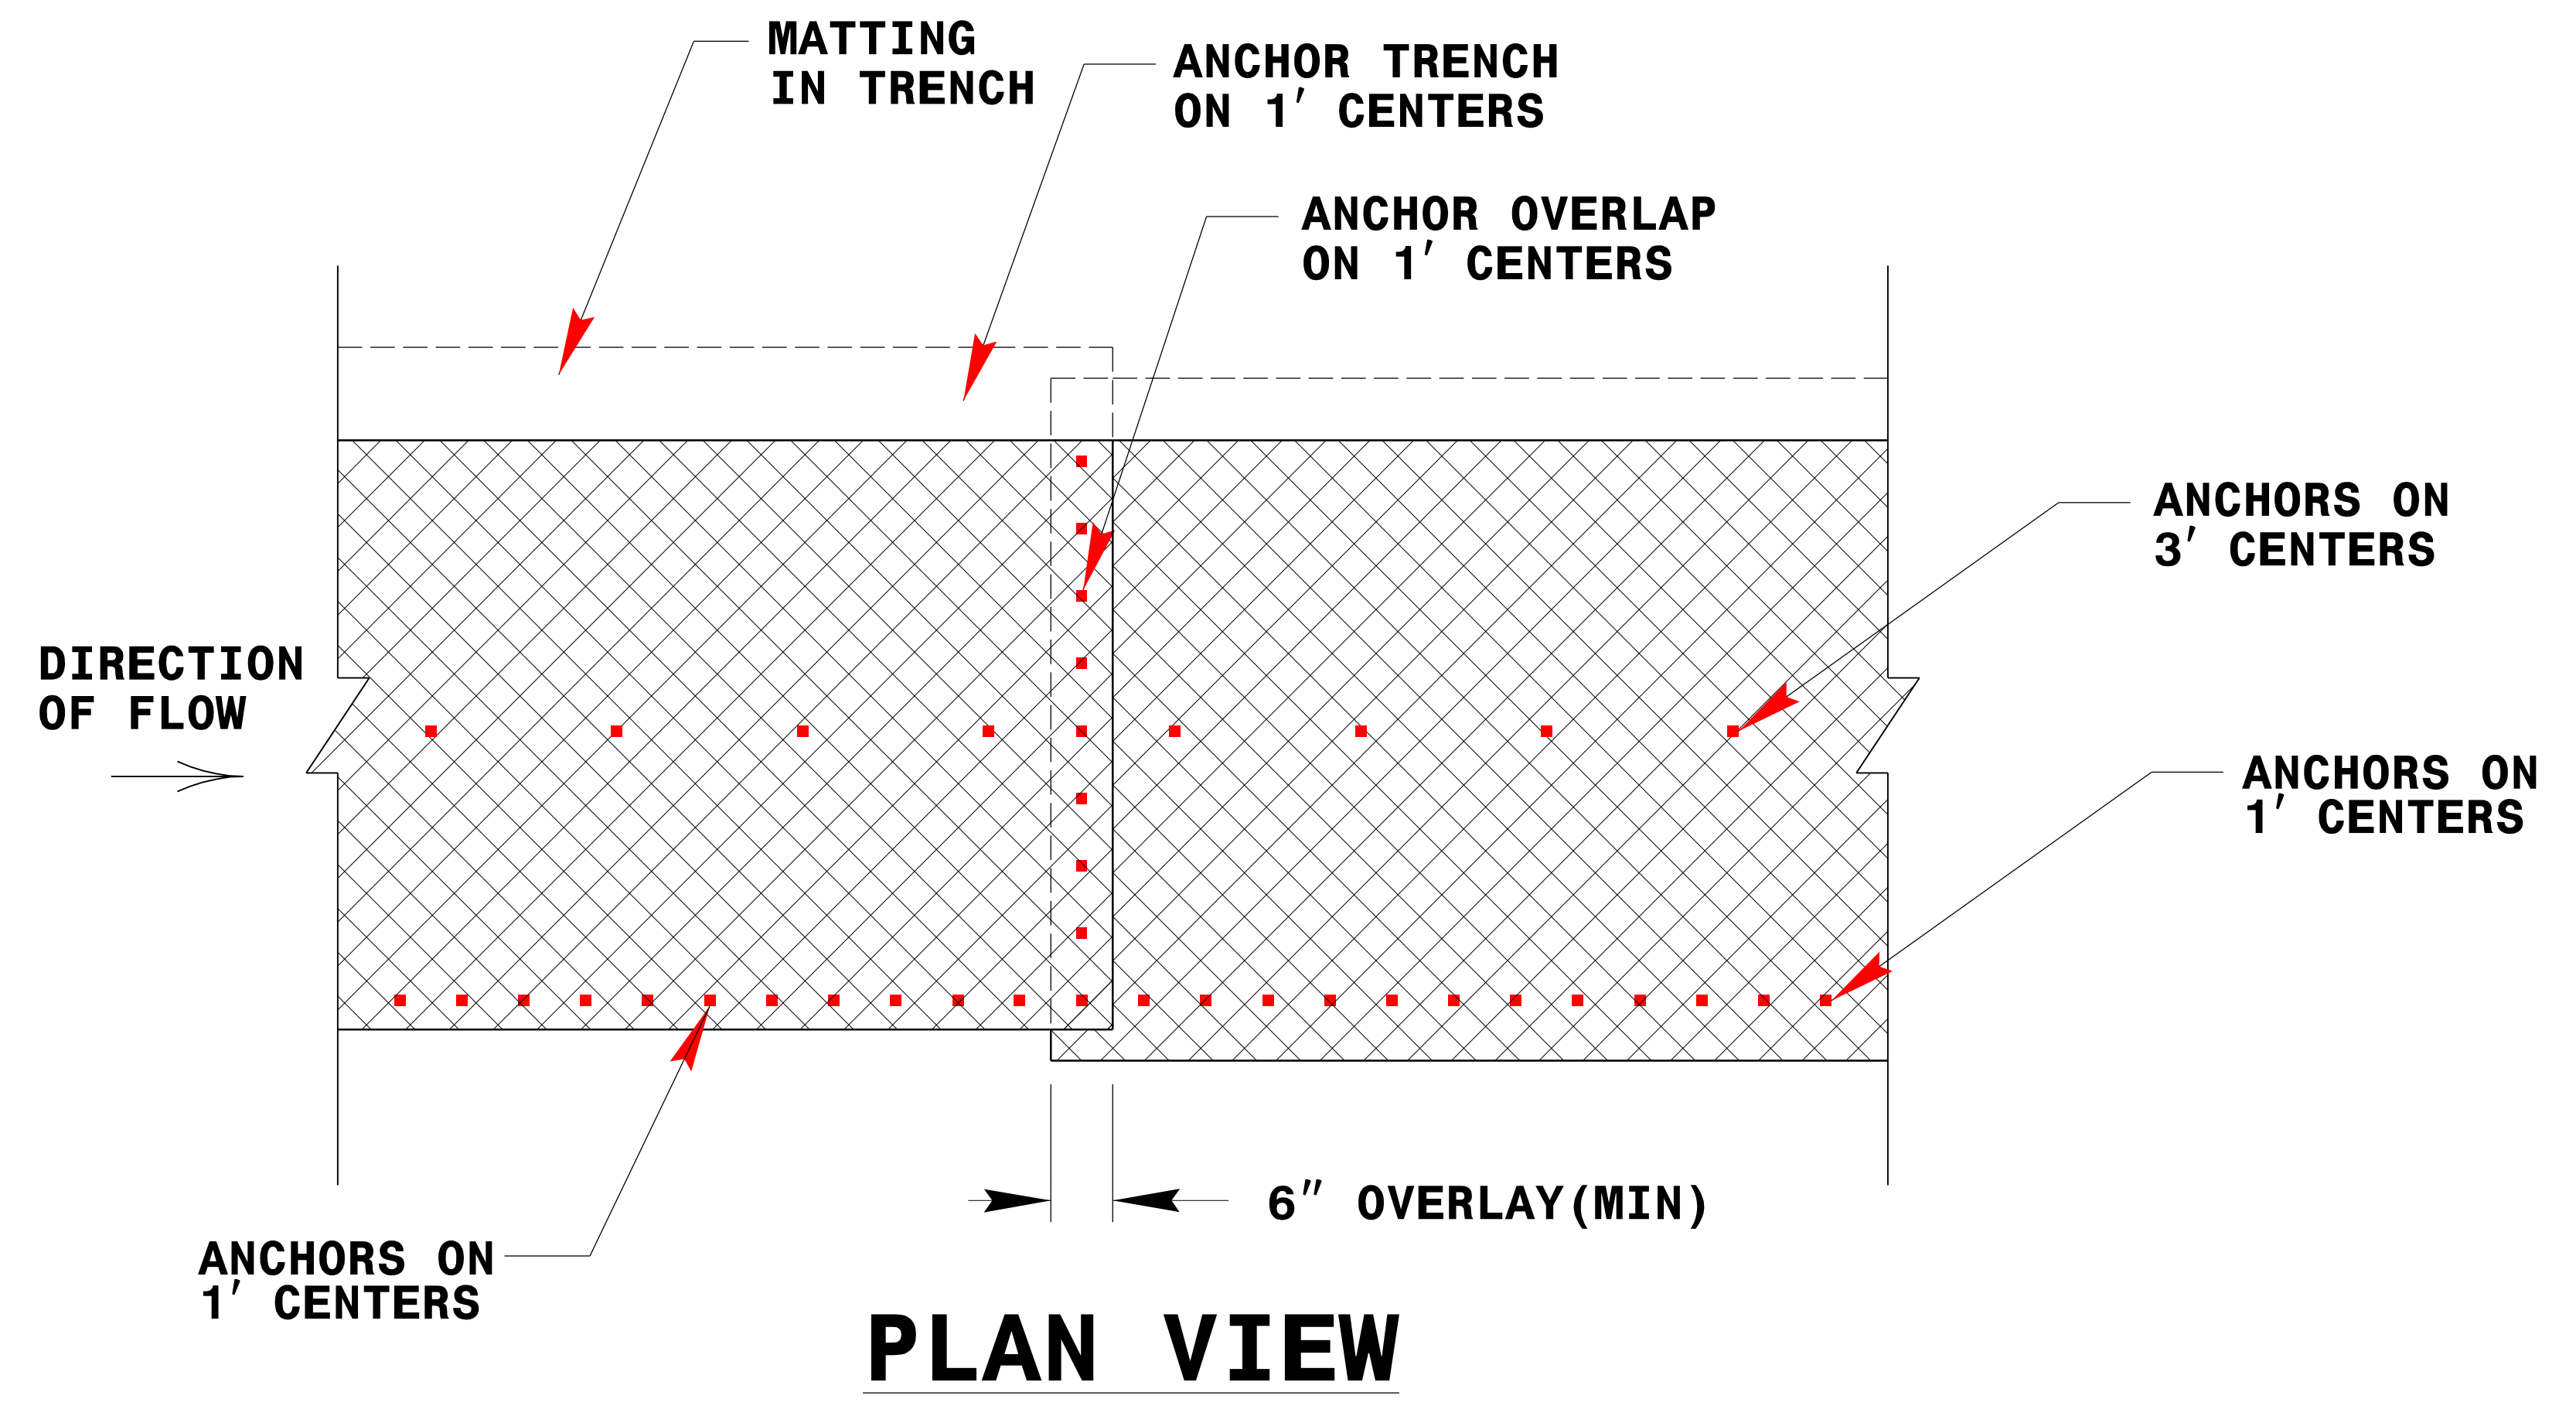 MATTING
IN TRENCH
ANCHOR TRENCH
ON 1' CENTERS
ANCHOR OVERLAP
ON 1' CENTERS
ANCHORS ON
3' CENTERS
DIRECTION
OF FLOW
ANCHORS ON
1' CENTERS
6" OVERLAY(MIN)
ANCHORS ON
1' CENTERS
PLAN VIEW